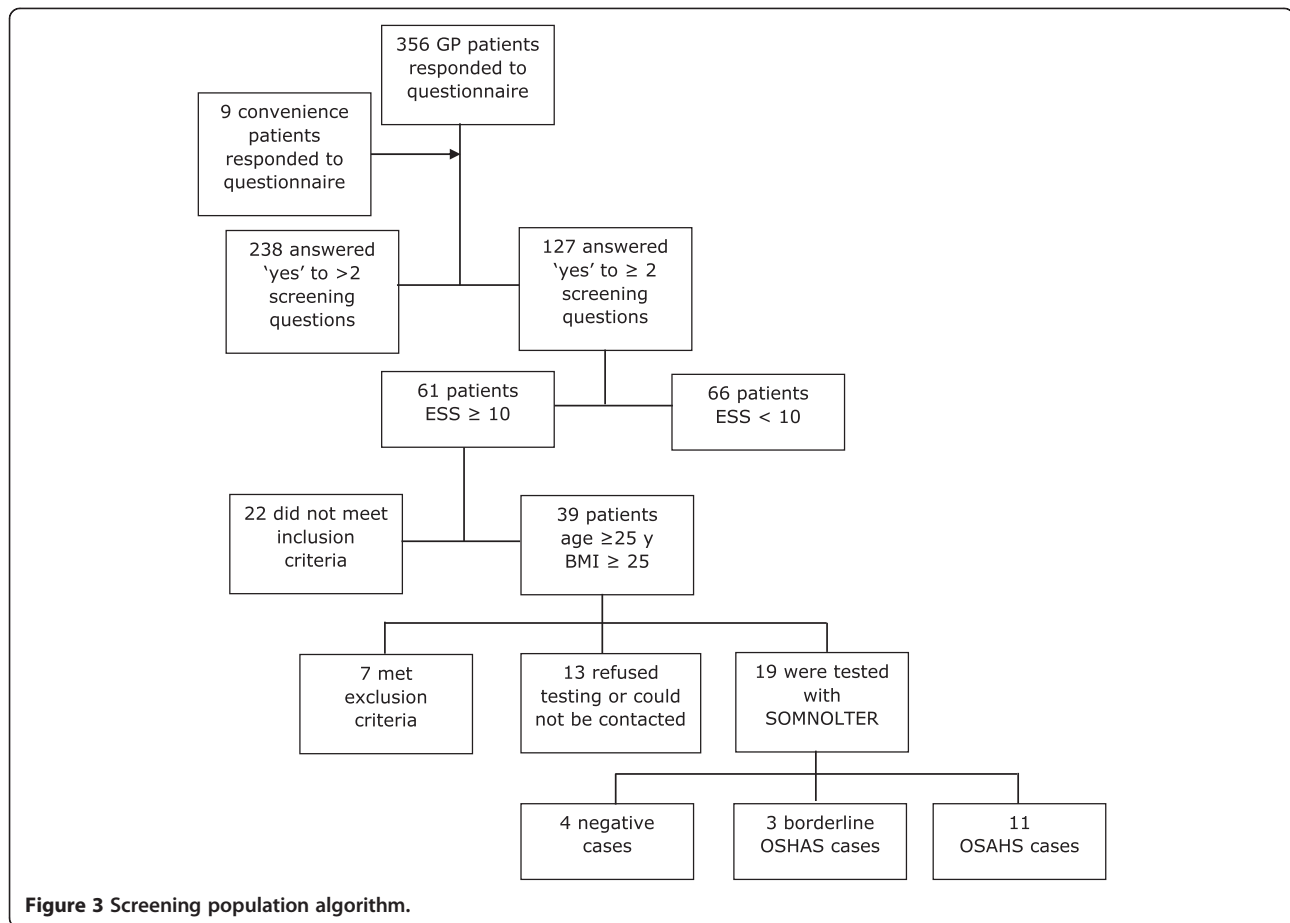 356 GP patients
responded to
questionnaire
9 convenience
patients
responded to
questionnaire
238 answered
‘yes’ to >2
screening
questions
127 answered
‘yes’ to ≥ 2
screening
questions
61 patients
ESS ≥ 10
66 patients
ESS < 10
22 did not meet
inclusion
criteria
39 patients
age ≥25 y
BMI ≥ 25
7 met
exclusion
criteria
13 refused
testing or could
not be contacted
19 were tested
with
SOMNOLTER
4 negative
cases
3 borderline
OSHAS cases
11
OSAHS cases
Figure 3 Screening population algorithm.